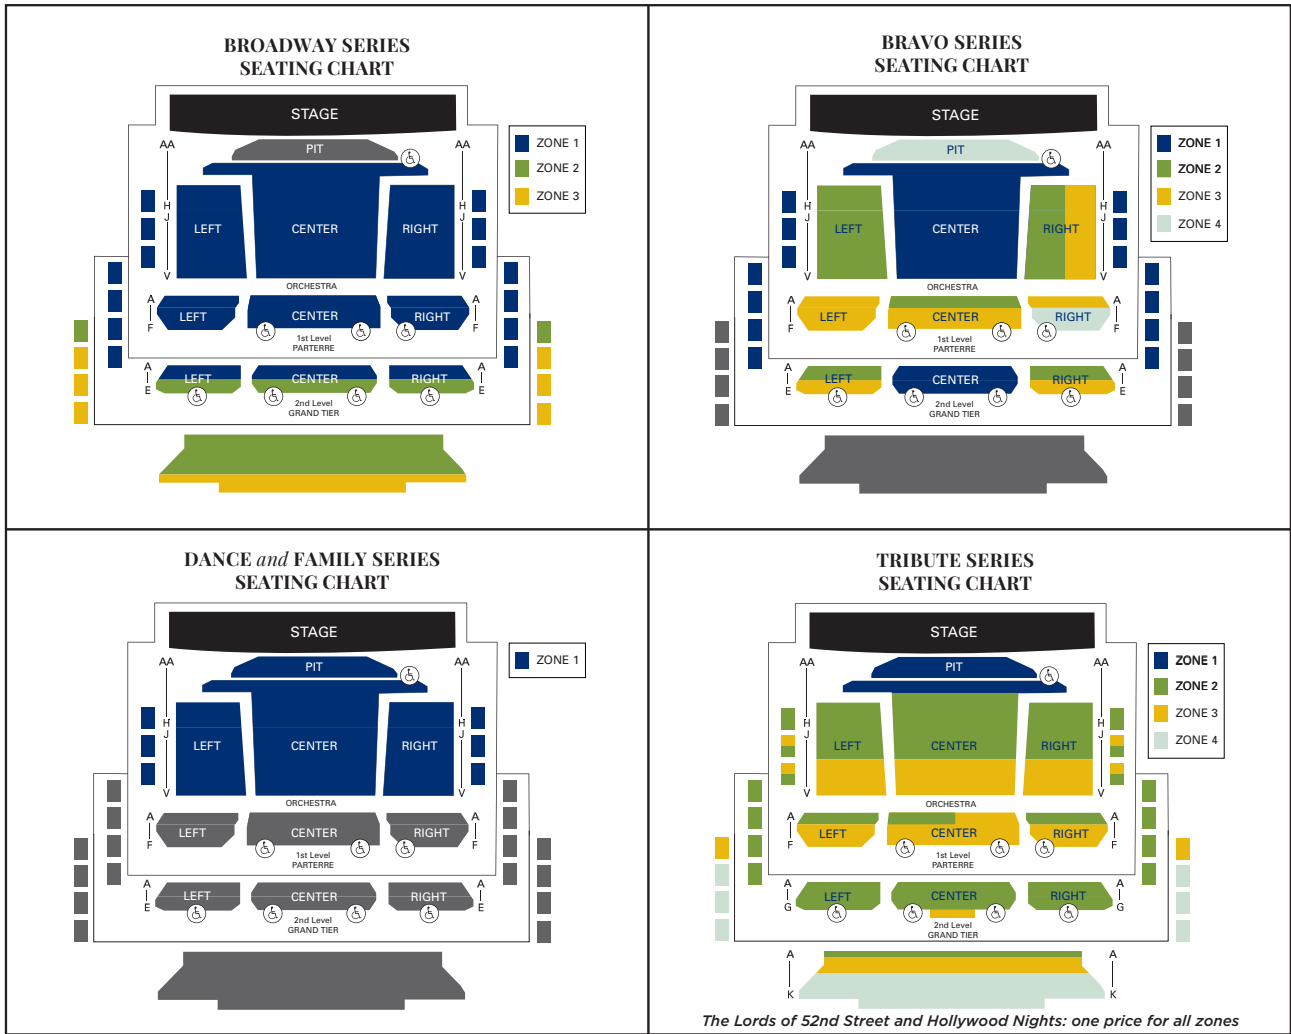 BROADWAY SERIES
SEATING CHART
STAGE
PIT
AA
AA
H
J
H
J
V
V
LEFT
CENTER
RIGHT
ORCHESTRA
A
F
LEFT
CENTER
RIGHT
A
F
1st Level
PARTERRE
A
E
LEFT
CENTER
RIGHT
A
E
2nd Level
GRAND TIER
ZONE 1
ZONE 2
ZONE 3
BRAVO SERIES
SEATING CHART
STAGE
PIT
AA
AA
H
J
H
J
V
V
LEFT
CENTER
RIGHT
ORCHESTRA
A
F
LEFT
CENTER
RIGHT
A
F
1st Level
PARTERRE
A
E
LEFT
CENTER
RIGHT
A
E
2nd Level
GRAND TIER
ZONE 1
ZONE 2
ZONE 3
ZONE 4
DANCE and FAMILY SERIES
SEATING CHART
STAGE
PIT
AA
AA
H
J
H
J
V
V
LEFT
CENTER
RIGHT
ORCHESTRA
A
F
LEFT
CENTER
RIGHT
A
F
1st Level
PARTERRE
A
E
LEFT
CENTER
RIGHT
A
E
2nd Level
GRAND TIER
ZONE 1
TRIBUTE SERIES
SEATING CHART
STAGE
PIT
AA
AA
H
J
H
J
V
V
LEFT
CENTER
RIGHT
ORCHESTRA
A
F
LEFT
CENTER
RIGHT
A
F
1st Level
PARTERRE
A
G
LEFT
CENTER
RIGHT
A
G
2nd Level
GRAND TIER
A
K
A
K
ZONE 1
ZONE 2
ZONE 3
ZONE 4
The Lords of 52nd Street and Hollywood Nights: one price for all zones